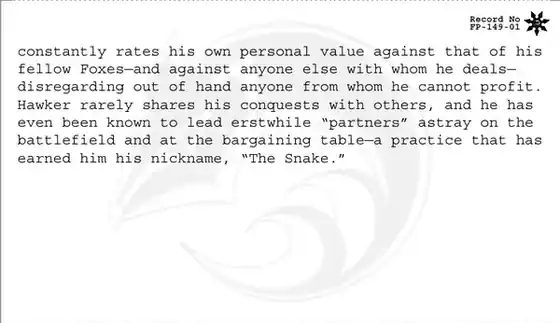 Record No
FP-149-01
constantly rates his own personal value against that of his
fellow Foxes—and against anyone else with whom he deals—
disregarding out of hand anyone from whom he cannot profit.
Hawker rarely shares his conquests with others, and he has
even been known to lead erstwhile “partners” astray on the
battlefield and at the bargaining table—a practice that has
earned him his nickname, “The Snake.”